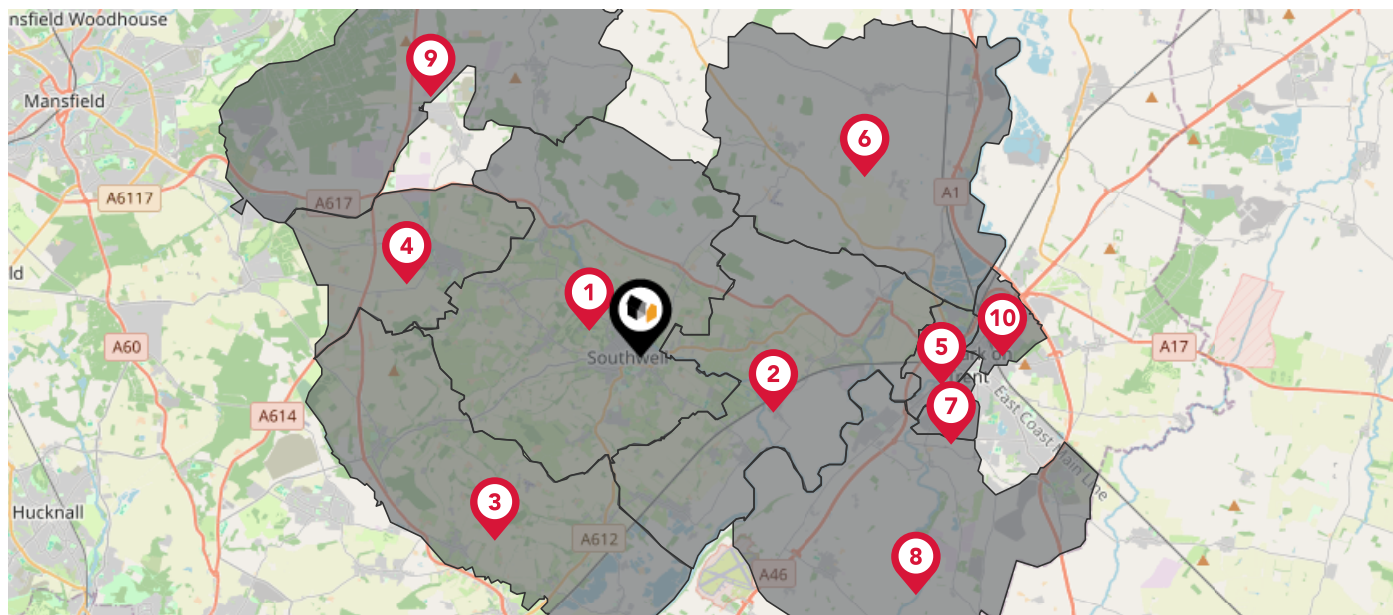 nsfield Woodhouse
9
Mansfield
6
A6117
A617
A1
4
1
10
ld
5
A60
Southwell
2
A17
7
A614
East Coast Main Line
3
Hucknall
A612
8
A46